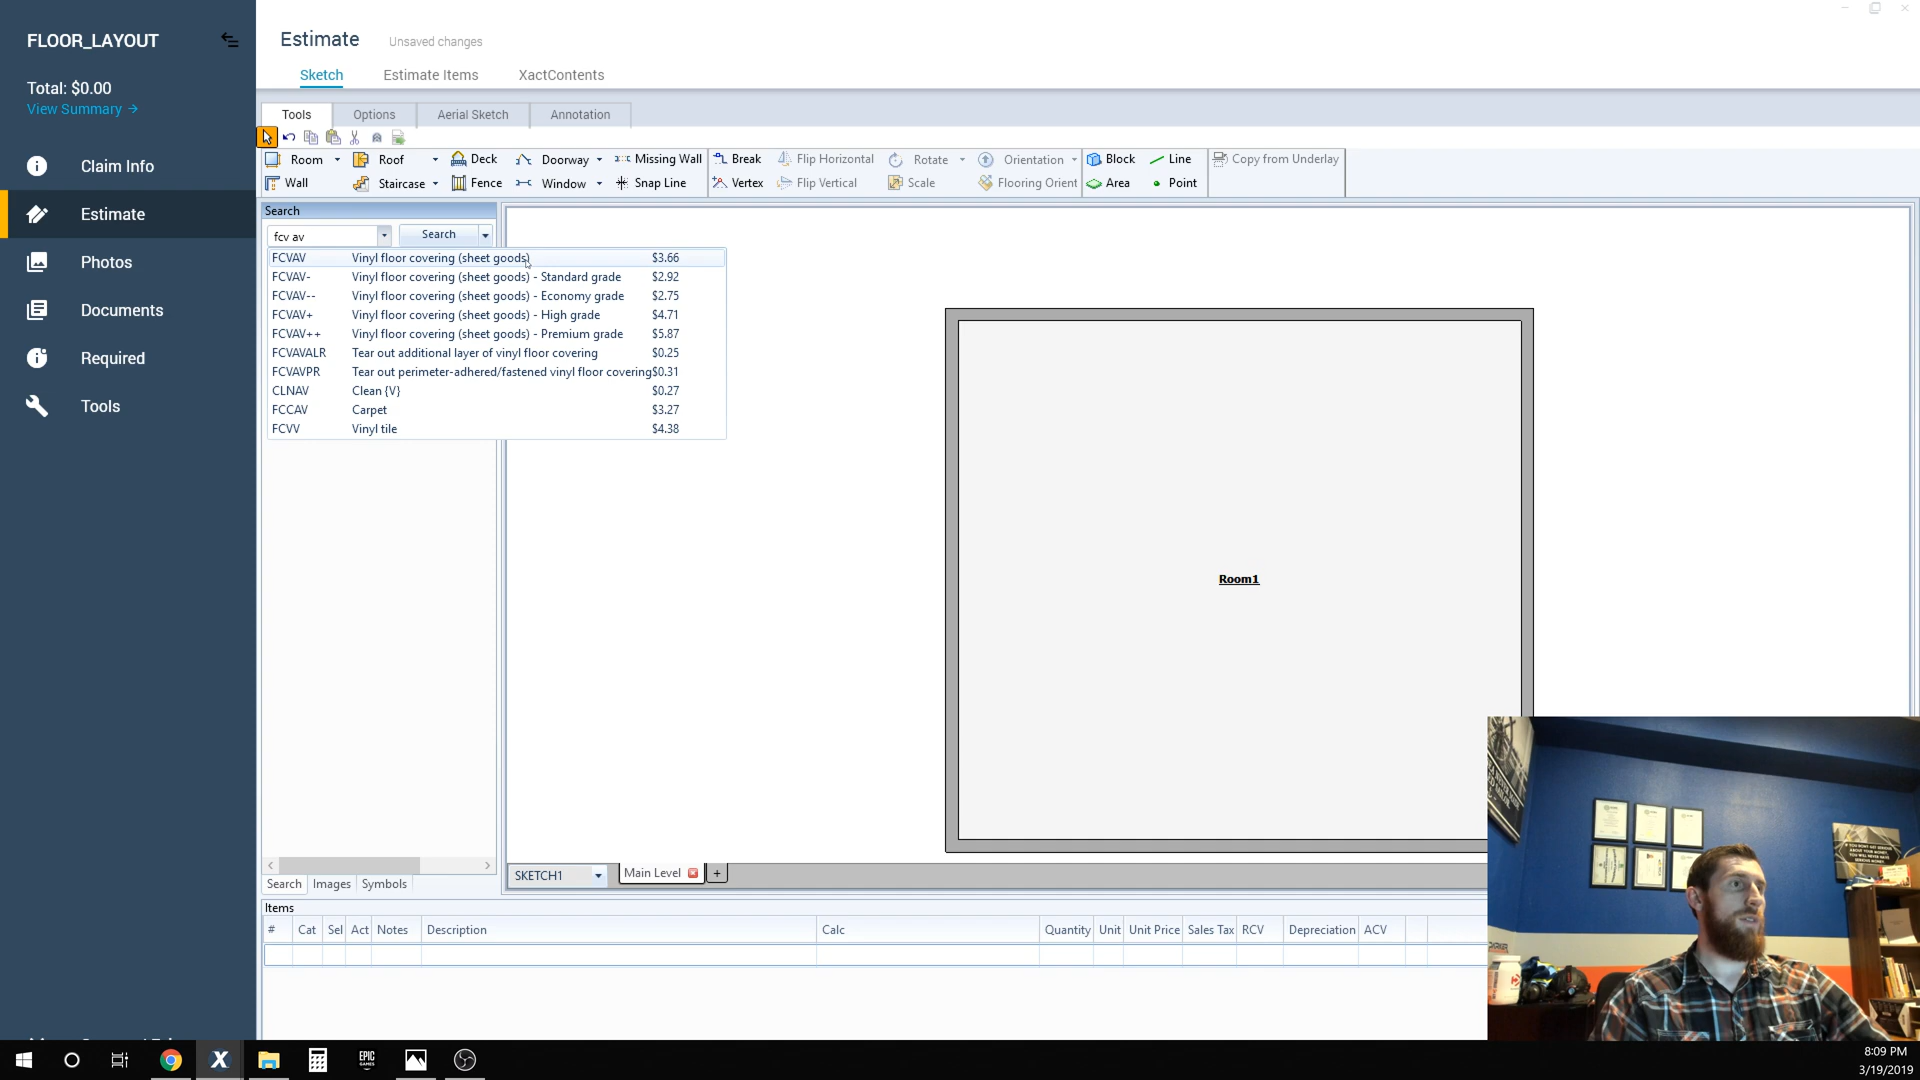 FLOOR_LAYOUT
Total: $0.00
View Summary →
Claim Info
Estimate
Photos
Documents
Required
Tools
Estimate Unsaved changes
Sketch Estimate Items XactContents
Tools Options Aerial Sketch Annotation
Room Roof Deck Doorway Missing Wall Break Flip Horizontal Rotate Orientation Block Line Copy from Underlay
Wall Staircase Fence Window Snap Line Vertex Flip Vertical Scale Flooring Orient Area Point
Search
fcv av Search
FCVAV Vinyl floor covering (sheet goods) $3.66
FCVAV- Vinyl floor covering (sheet goods) - Standard grade $2.92
FCVAV-- Vinyl floor covering (sheet goods) - Economy grade $2.75
FCVAV+ Vinyl floor covering (sheet goods) - High grade $4.71
FCVAV++ Vinyl floor covering (sheet goods) - Premium grade $5.87
FCVAVALR Tear out additional layer of vinyl floor covering $0.25
FCVAVPR Tear out perimeter-adhered/fastened vinyl floor covering $0.31
CLNAV Clean {V} $0.27
FCCAV Carpet $3.27
FCVV Vinyl tile $4.38
Room1
SKETCH1 Main Level +
Search Images Symbols
Items
# Cat Sel Act Notes Description Calc Quantity Unit Unit Price Sales Tax RCV Depreciation ACV
EPIC
GAMES
8:09 PM
3/19/2019